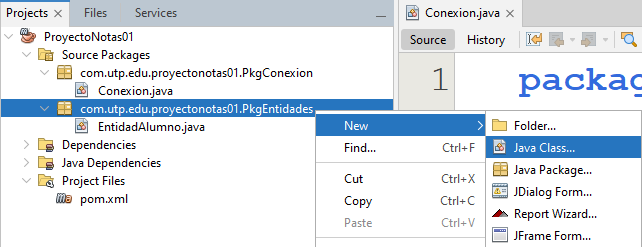 Projects
Files
Services
ProyectoNotas01
Source Packages
com.utp.edu.proyectonotas01.PkgConexion
Conexion.java
com.utp.edu.proyectonotas01.PkgEntidades
EntidadAlumno.java
Dependencies
Java Dependencies
Project Files
pom.xml
Conexion.java
Source
History
1 packag
New
Find... Ctrl+F
Cut Ctrl+X
Copy Ctrl+C
Paste Ctrl+V
Folder...
Java Class...
Java Package...
JDialog Form...
Report Wizard...
JFrame Form...